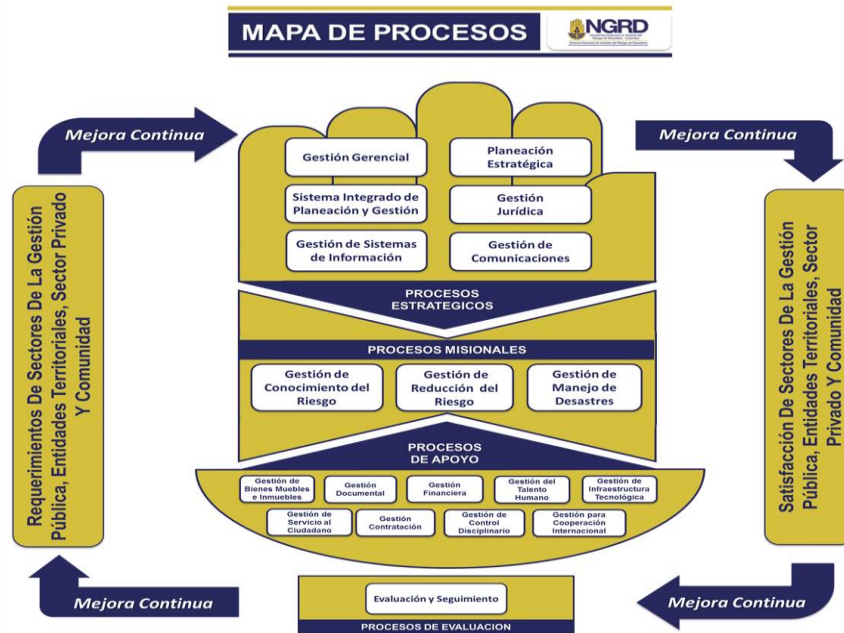 MAPA DE PROCESOS
NGRD
Mejora Continua
Mejora Continua
Requerimientos De Sectores De La Gestión
Pública, Entidades Territoriales, Sector Privado
Y Comunidad
Gestión Gerencial
Planeación
Estratégica
Sistema Integrado de
Planeación y Gestión
Gestión
Jurídica
Gestión de Sistemas
de Información
Gestión de
Comunicaciones
PROCESOS
ESTRATEGICOS
PROCESOS MISIONALES
Gestión de
Conocimiento del
Riesgo
Gestión de
Reducción del
Riesgo
Gestión de
Manejo de
Desastres
PROCESOS
DE APOYO
Gestión de
Bienes Muebles
e Inmuebles
Gestión
Documental
Gestión
Financiera
Gestión del
Talento
Humano
Gestión de
Infraestructura
Tecnológica
Gestión de
Servicio al
Ciudadano
Gestión
Contratación
Gestión de
Control
Disciplinario
Gestión para
Cooperación
Internacional
Satisfacción De Sectores De La Gestión
Pública, Entidades Territoriales, Sector
Privado Y Comunidad
Mejora Continua
Evaluación y Seguimiento
PROCESOS DE EVALUACION
Mejora Continua